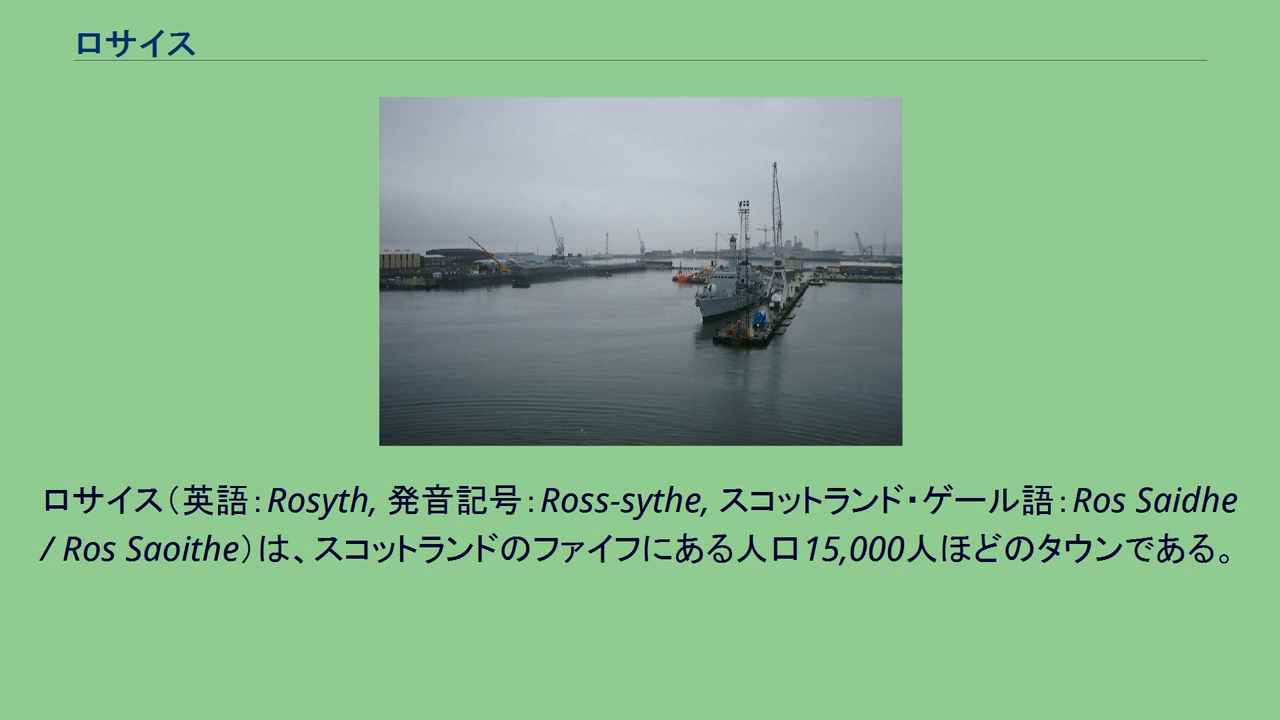 ロサイス
ロサイス（英語：Rosyth, 発音記号：Ross-sythe, スコットランド・ゲール語：Ros Saidhe
/ Ros Saoithe）は、スコットランドのファイフにある人口15,000人ほどのタウンである。